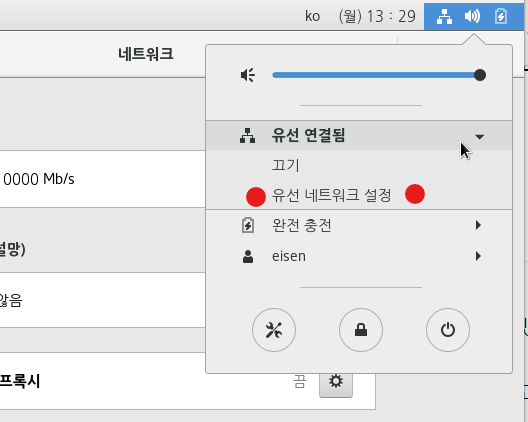 ko (월) 13 : 29
네트워크
유선 연결됨
끄기
0000 Mb/s
유선 네트워크 설정
완전 충전
설망)
eisen
않음
프록시
끔